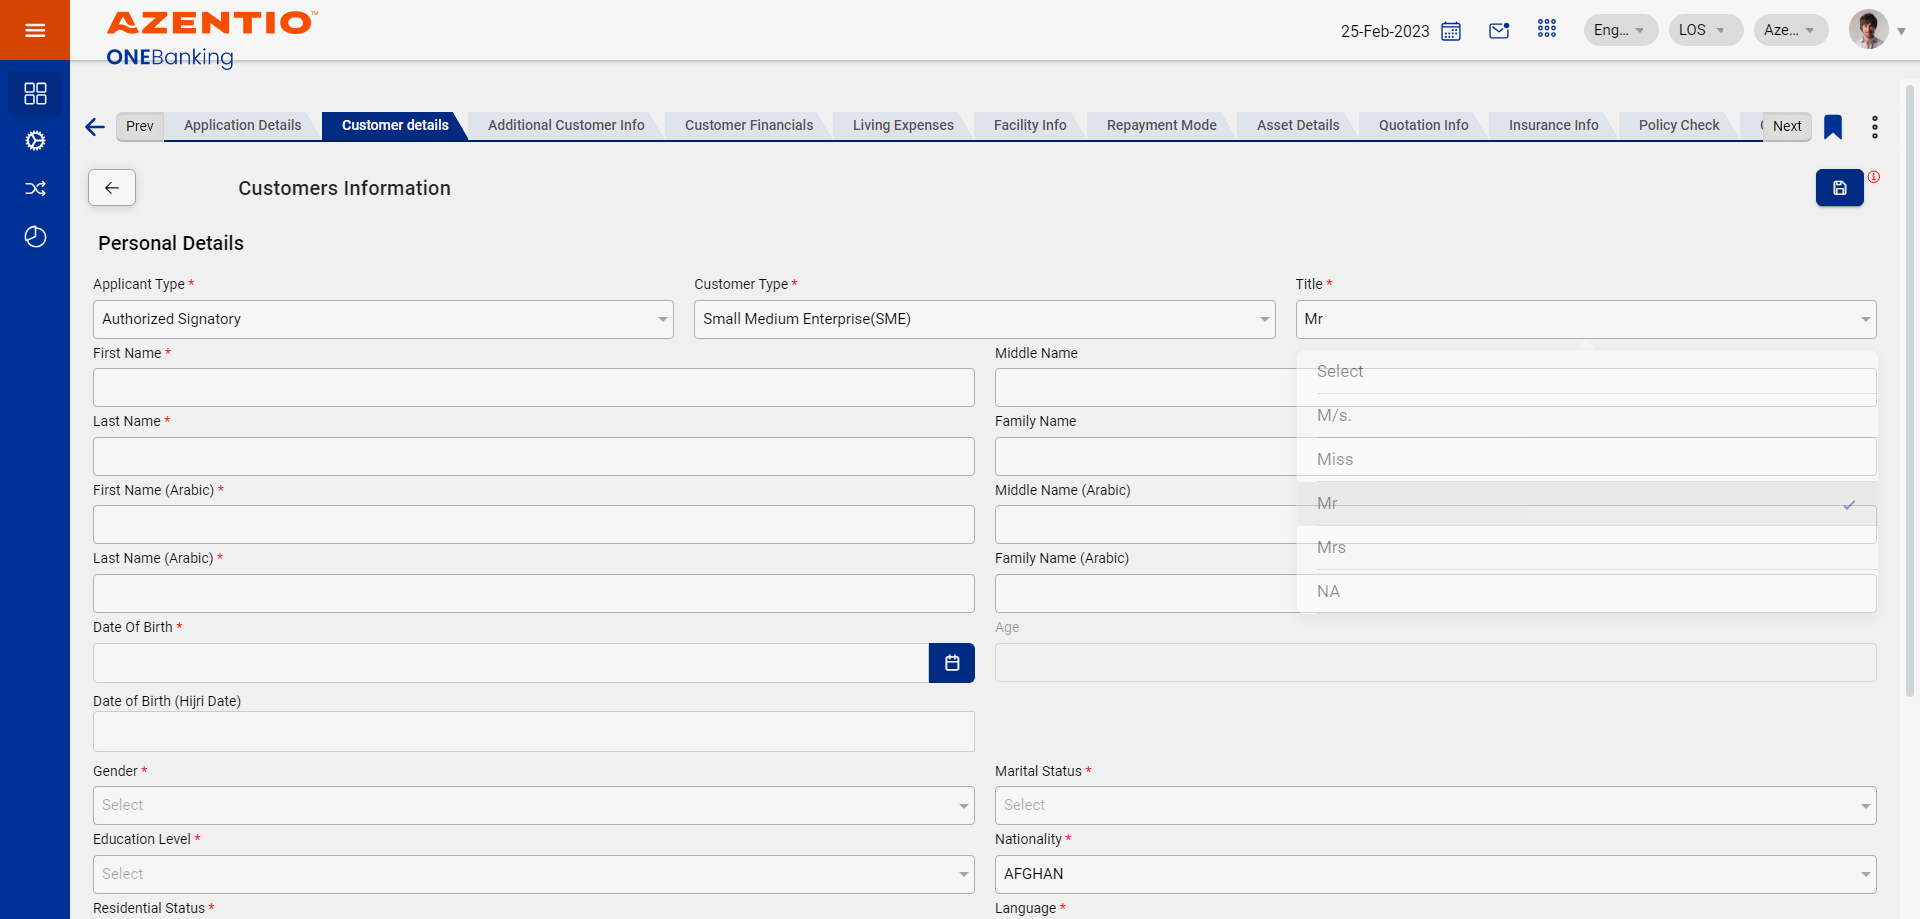 AZENTIO™
ONEBanking
25-Feb-2023
Eng...
LOS
Aze...
Prev
Application Details
Customer details
Additional Customer Info
Customer Financials
Living Expenses
Facility Info
Repayment Mode
Asset Details
Quotation Info
Insurance Info
Policy Check
Next
Customers Information
Personal Details
Applicant Type *
Customer Type *
Title *
Authorized Signatory
Small Medium Enterprise(SME)
Mr
First Name *
Middle Name
Select
M/s.
Miss
Mr
Mrs
NA
Last Name *
Family Name
First Name (Arabic) *
Middle Name (Arabic)
Last Name (Arabic) *
Family Name (Arabic)
Date Of Birth *
Age
Date of Birth (Hijri Date)
Gender *
Marital Status *
Select
Select
Education Level *
Nationality *
Select
AFGHAN
Residential Status *
Language *